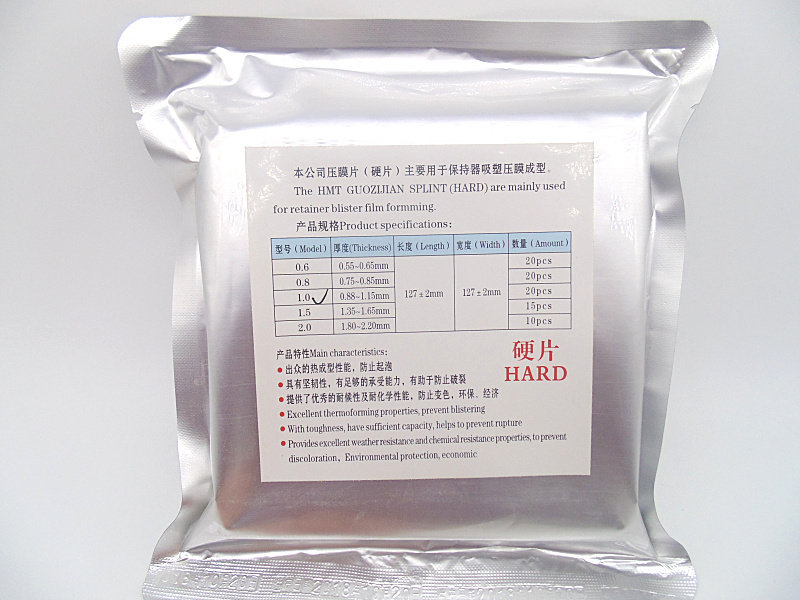 本公司压膜片（硬片）主要用于保持器吸塑压膜成型。
The HMT GUOZIJIAN SPLINT (HARD) are mainly used
for retainer blister film formming.
产品规格Product specifications:
型号（Model） 厚度(Thickness) 长度（Length） 宽度（Width） 数量（Amount）
0.6 0.55~0.65mm 20pcs
0.8 0.75~0.85mm 20pcs
1.0 0.88~1.15mm 127±2mm 127±2mm 20pcs
1.5 1.35~1.65mm 15pcs
2.0 1.80~2.20mm 10pcs
硬片
HARD
产品特性Main characteristics:
●出众的热成型性能，防止起泡
●具有坚韧性，有足够的承受能力，有助于防止破裂
●提供了优秀的耐候性及耐化学性能，防止变色，环保、经济
●Excellent thermoforming properties, prevent blistering
●With toughness, have sufficient capacity, helps to prevent rupture
●Provides excellent weather resistance and chemical resistance properties, to prevent
discoloration，Environmental protection, economic